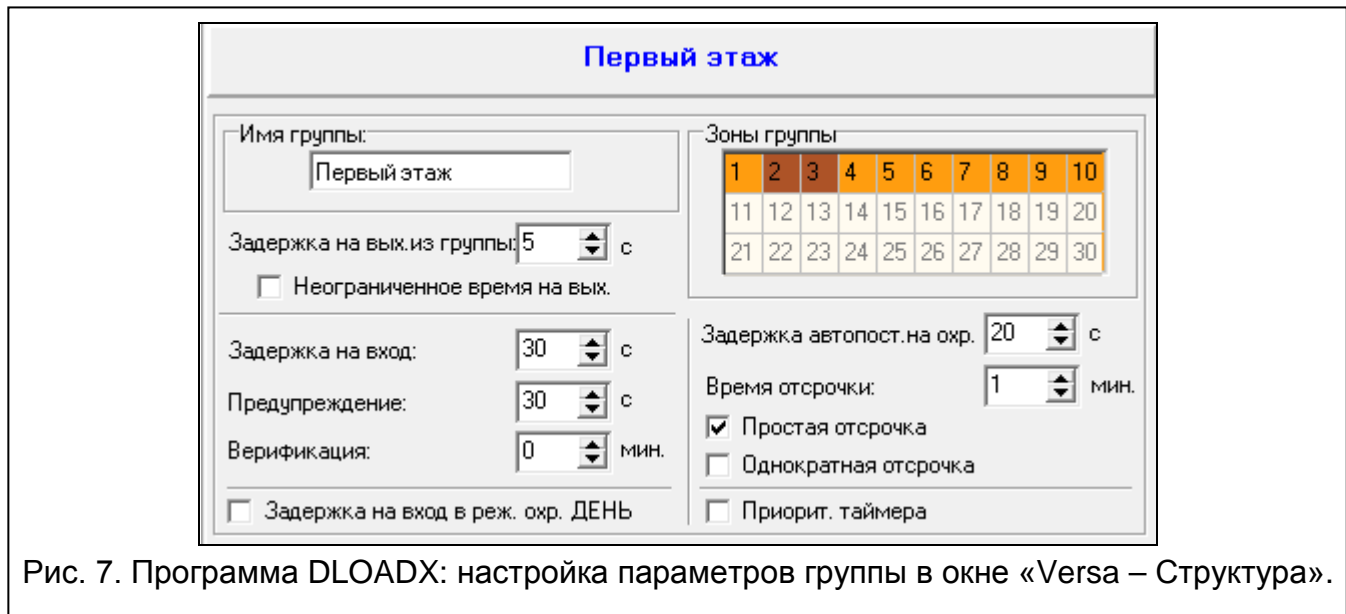 Первый этаж
Имя группы:
Первый этаж
Задержка на вых.из группы: 5 с
Неограниченное время на вых.
Задержка на вход: 30 с
Предупреждение: 30 с
Верификация: 0 мин.
Задержка на вход в реж. охр. ДЕНЬ
Зоны группы
1 2 3 4 5 6 7 8 9 10
11 12 13 14 15 16 17 18 19 20
21 22 23 24 25 26 27 28 29 30
Задержка автопост.на охр. 20 с
Время отсрочки: 1 мин.
Простая отсрочка
Однократная отсрочка
Приорит. таймера
Рис. 7. Программа DLOADX: настройка параметров группы в окне «Versa – Структура».